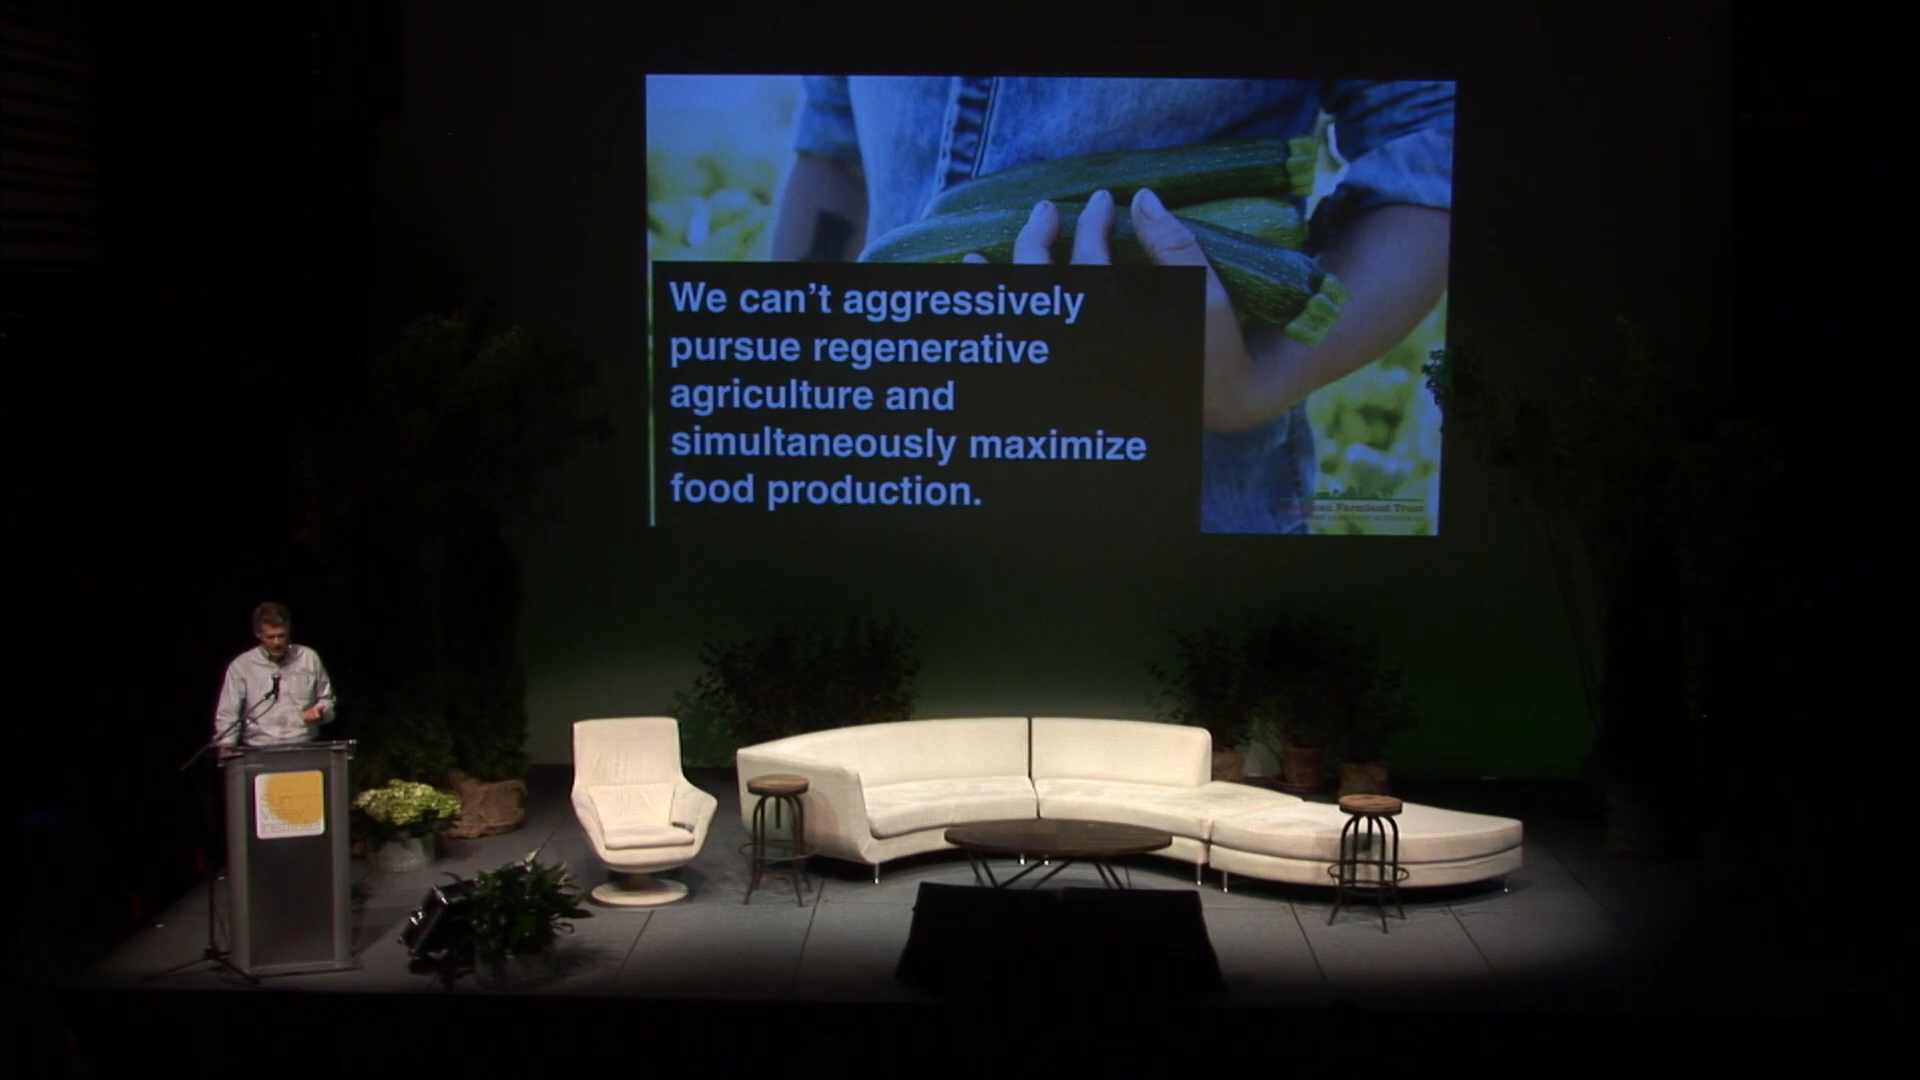 We can’t aggressively
pursue regenerative
agriculture and
simultaneously maximize
food production.
Farmland Trust